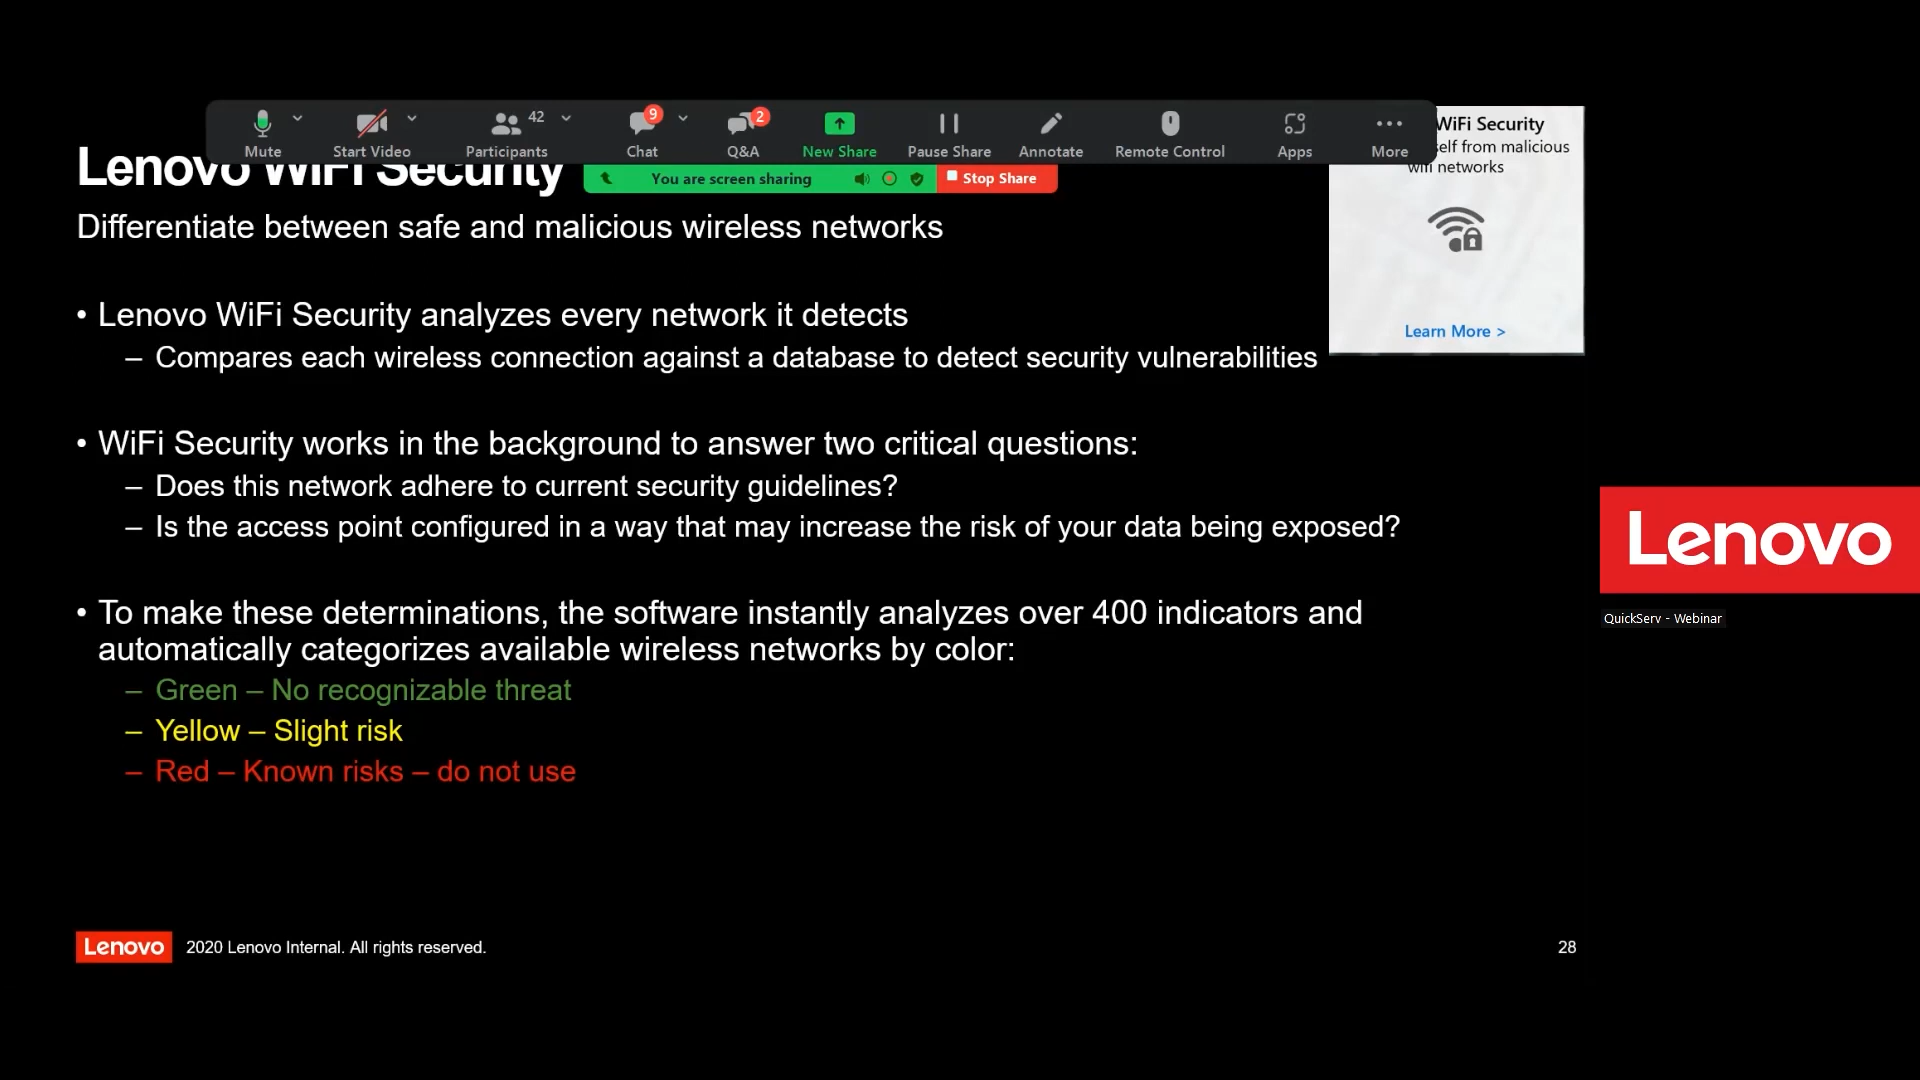 Mute
Start Video
Participants
42
Chat
9
Q&A
2
New Share
Pause Share
Annotate
Remote Control
Apps
More
You are screen sharing
Stop Share
Lenovo WiFi Security
Differentiate between safe and malicious wireless networks
WiFi Security
self from malicious
wifi networks
Learn More >
• Lenovo WiFi Security analyzes every network it detects
– Compares each wireless connection against a database to detect security vulnerabilities
• WiFi Security works in the background to answer two critical questions:
– Does this network adhere to current security guidelines?
– Is the access point configured in a way that may increase the risk of your data being exposed?
• To make these determinations, the software instantly analyzes over 400 indicators and
automatically categorizes available wireless networks by color:
– Green – No recognizable threat
– Yellow – Slight risk
– Red – Known risks – do not use
Lenovo
QuickServ - Webinar
Lenovo
2020 Lenovo Internal. All rights reserved.
28